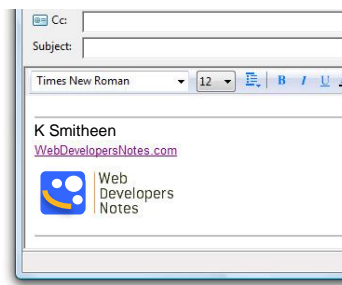 Cc:
Subject:
Times New Roman 12 B I U
K Smitheen
WebDevelopersNotes.com
Web
Developers
Notes